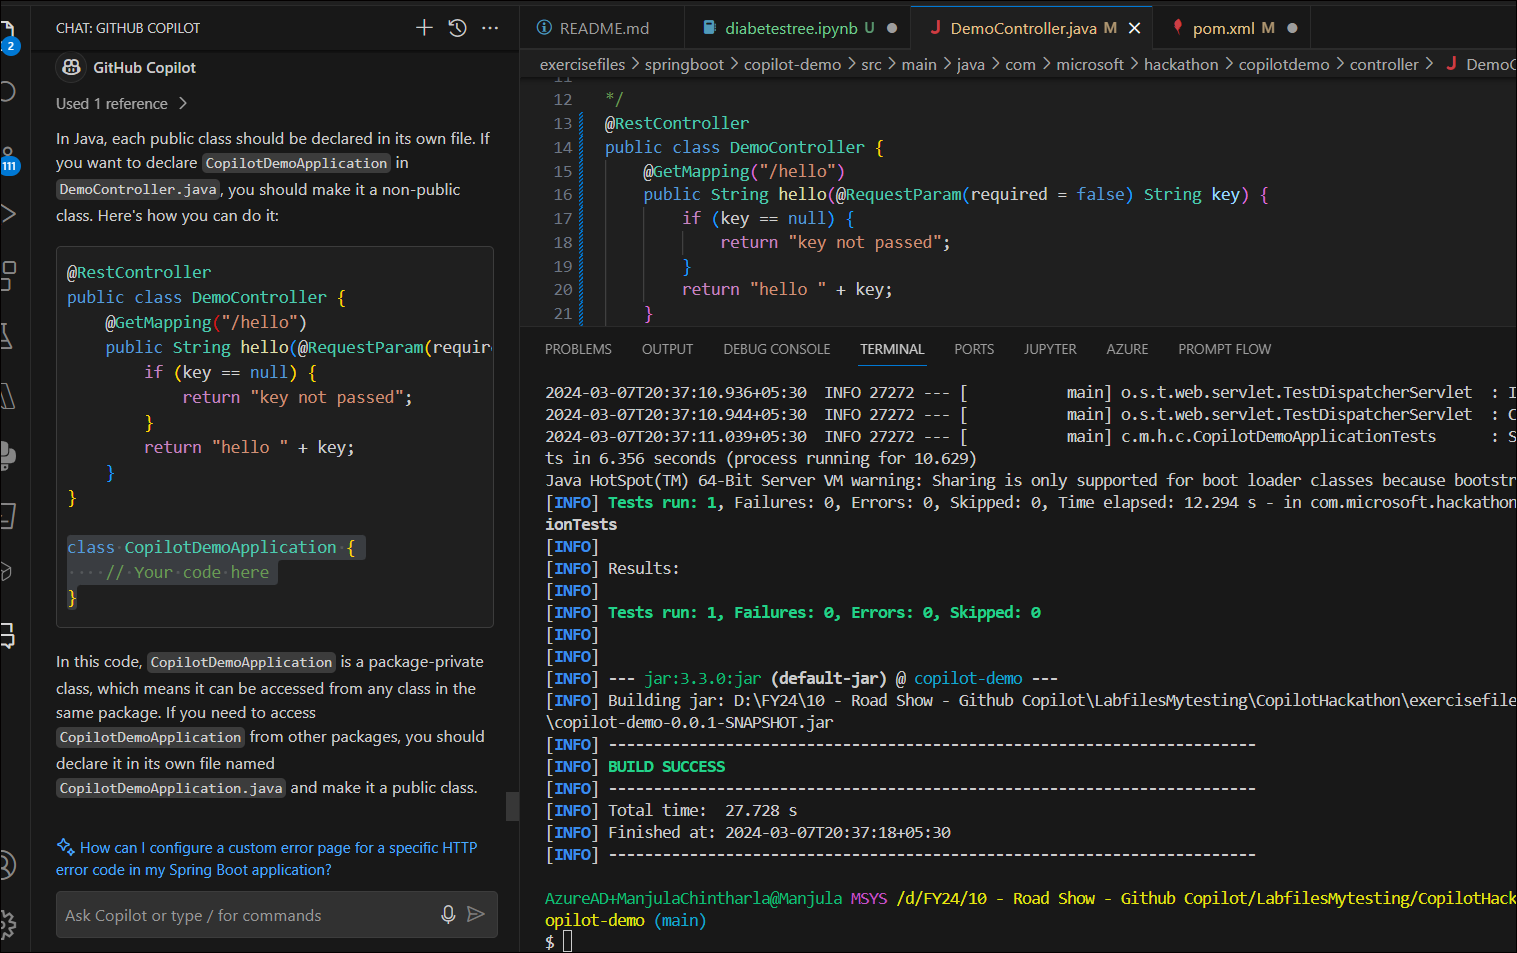 CHAT: GITHUB COPILOT
GitHub Copilot
Used 1 reference
In Java, each public class should be declared in its own file. If
you want to declare CopilotDemoApplication in
DemoController.java, you should make it a non-public
class. Here's how you can do it:
@RestController
public class DemoController {
@GetMapping("/hello")
public String hello(@RequestParam(requir
if (key == null) {
return "key not passed";
}
return "hello " + key;
}
}
class CopilotDemoApplication {
// Your code here
}
In this code, CopilotDemoApplication is a package-private
class, which means it can be accessed from any class in the
same package. If you need to access
CopilotDemoApplication from other packages, you should
declare it in its own file named
CopilotDemoApplication.java and make it a public class.
How can I configure a custom error page for a specific HTTP
error code in my Spring Boot application?
Ask Copilot or type / for commands
2
111
README.md
diabetestree.ipynb U
DemoController.java M
pom.xml M
exercisefiles > springboot > copilot-demo > src > main > java > com > microsoft > hackathon > copilotdemo > controller > DemoC
11
12 */
13 @RestController
14 public class DemoController {
15 @GetMapping("/hello")
16 public String hello(@RequestParam(required = false) String key) {
17 if (key == null) {
18 return "key not passed";
19 }
20 return "hello " + key;
21 }
PROBLEMS OUTPUT DEBUG CONSOLE TERMINAL PORTS JUPYTER AZURE PROMPT FLOW
2024-03-07T20:37:10.936+05:30 INFO 27272 --- [ main] o.s.t.web.servlet.TestDispatcherServlet : I
2024-03-07T20:37:10.944+05:30 INFO 27272 --- [ main] o.s.t.web.servlet.TestDispatcherServlet : C
2024-03-07T20:37:11.039+05:30 INFO 27272 --- [ main] c.m.h.c.CopilotDemoApplicationTests : S
ts in 6.356 seconds (process running for 10.629)
Java HotSpot(TM) 64-Bit Server VM warning: Sharing is only supported for boot loader classes because bootstr
[INFO] Tests run: 1, Failures: 0, Errors: 0, Skipped: 0, Time elapsed: 12.294 s - in com.microsoft.hackathon
ionTests
[INFO]
[INFO] Results:
[INFO]
[INFO] Tests run: 1, Failures: 0, Errors: 0, Skipped: 0
[INFO]
[INFO]
[INFO] --- jar:3.3.0:jar (default-jar) @ copilot-demo ---
[INFO] Building jar: D:\FY24\10 - Road Show - Github Copilot\LabfilesMytesting\CopilotHackathon\exercisefile
\copilot-demo-0.0.1-SNAPSHOT.jar
[INFO] ------------------------------------------------------------------------
[INFO] BUILD SUCCESS
[INFO] ------------------------------------------------------------------------
[INFO] Total time: 27.728 s
[INFO] Finished at: 2024-03-07T20:37:18+05:30
[INFO] ------------------------------------------------------------------------
AzureAD+ManjulaChintharla@Manjula MSYS /d/FY24/10 - Road Show - Github Copilot/LabfilesMytesting/CopilotHack
opilot-demo (main)
$